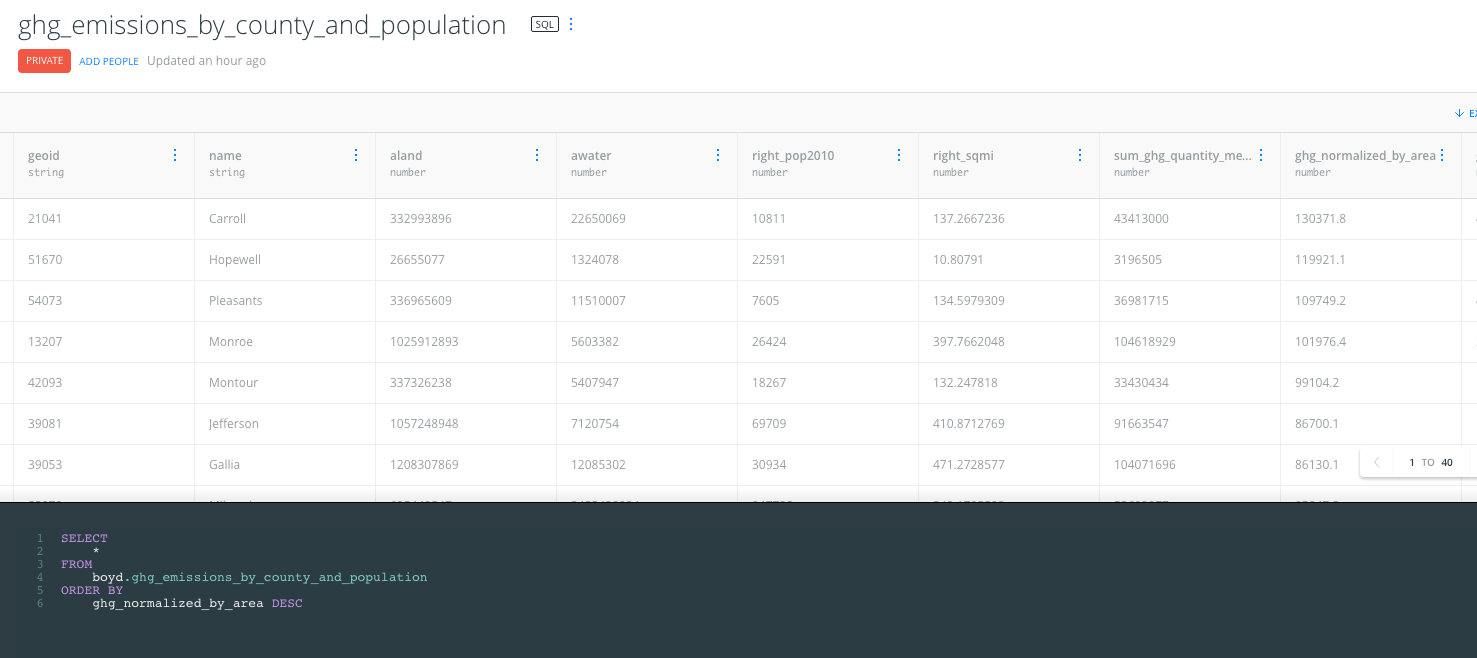 ghg_emissions_by_county_and_population SQL
PRIVATE ADD PEOPLE Updated an hour ago
geoid name aland awater right_pop2010 right_sqmi sum_ghg_quantity_me... ghg_normalized_by_area
string string number number number number number number
21041 Carroll 332993896 22650069 10811 137.2667236 43413000 130371.8
51670 Hopewell 26655077 1324078 22591 10.80791 3196505 119921.1
54073 Pleasants 336965609 11510007 7605 134.5979309 36981715 109749.2
13207 Monroe 1025912893 5603382 26424 397.7662048 104618929 101976.4
42093 Montour 337326238 5407947 18267 132.247818 33430434 99104.2
39081 Jefferson 1057248948 7120754 69709 410.8712769 91663547 86700.1
39053 Gallia 1208307869 12085302 30934 471.2728577 104071696 86130.1
1 TO 40
1 SELECT
2 *
3 FROM
4 boyd.ghg_emissions_by_county_and_population
5 ORDER BY
6 ghg_normalized_by_area DESC